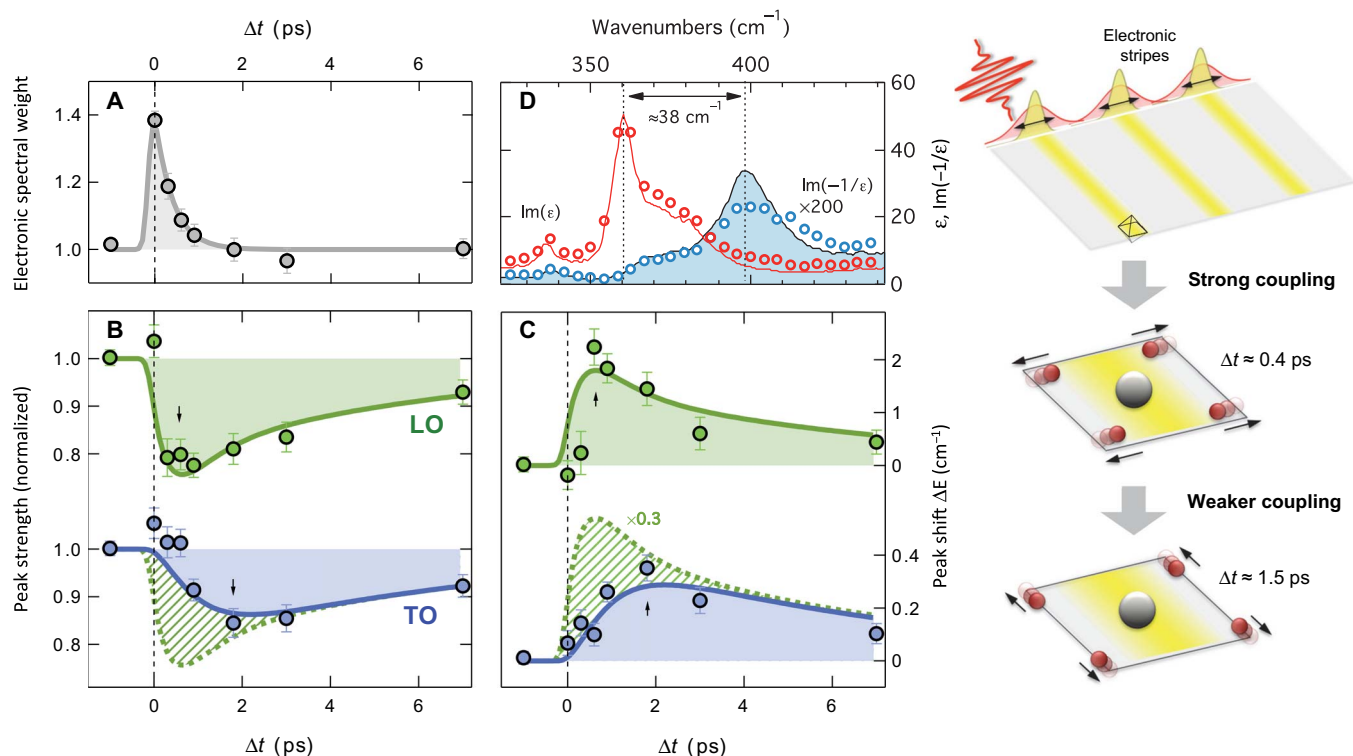 Δt (ps)
0 2 4 6
A
Electronic spectral weight
1.4
1.2
1.0
Wavenumbers (cm⁻¹)
350 400
D
≈38 cm⁻¹
Im(ε)
Im(−1/ε)
×200
60
40
20
0
ε, Im(−1/ε)
B
Peak strength (normalized)
1.0
0.9
0.8
LO
1.0
0.9
0.8
TO
0 2 4 6
Δt (ps)
C
2
1
0
×0.3
0.4
0.2
0
Peak shift ΔE (cm⁻¹)
0 2 4 6
Δt (ps)
Electronic
stripes
Strong coupling
Δt ≈ 0.4 ps
Weaker coupling
Δt ≈ 1.5 ps